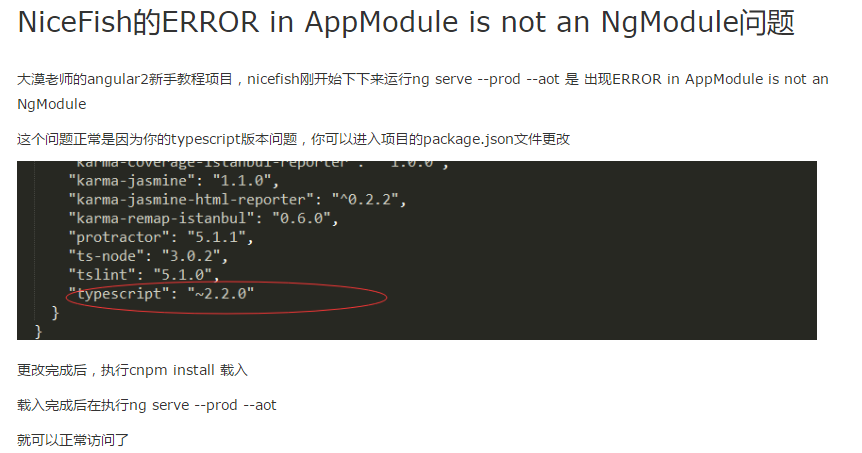 NiceFish的ERROR in AppModule is not an NgModule问题
大漠老师的angular2新手教程项目，nicefish刚开始下下来运行ng serve --prod --aot 是 出现ERROR in AppModule is not an
NgModule
这个问题正常是因为你的typescript版本问题，你可以进入项目的package.json文件更改
"karma-coverage-istanbul-reporter": "^1.0.0",
"karma-jasmine": "1.1.0",
"karma-jasmine-html-reporter": "^0.2.2",
"karma-remap-istanbul": "0.6.0",
"protractor": "5.1.1",
"ts-node": "3.0.2",
"tslint": "5.1.0",
"typescript": "~2.2.0"
}
}
更改完成后，执行cnpm install 载入
载入完成后在执行ng serve --prod --aot
就可以正常访问了